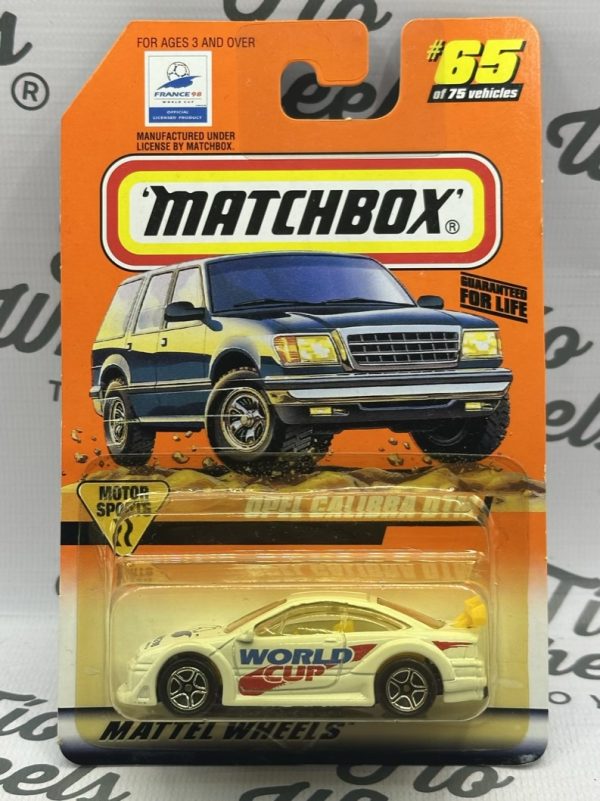 FOR AGES 3 AND OVER
FRANCE 98
WORLD CUP
OFFICIAL
LICENSED PRODUCT
MANUFACTURED UNDER
LICENSE BY MATCHBOX.
#65
of 75 vehicles
'MATCHBOX'®
GUARANTEED
FOR LIFE
MOTOR
SPORTS
OPEL CALIBRA DTM
WORLD
CUP
MATTEL WHEELS™